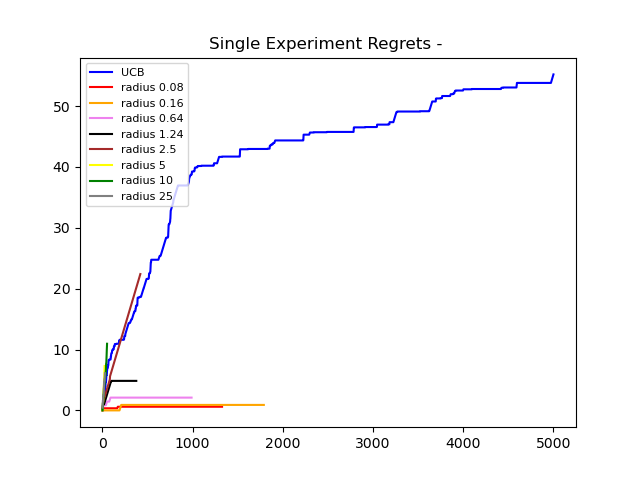 Single Experiment Regrets -
UCB
radius 0.08
radius 0.16
radius 0.64
radius 1.24
radius 2.5
radius 5
radius 10
radius 25
50
40
30
20
10
0
0 1000 2000 3000 4000 5000